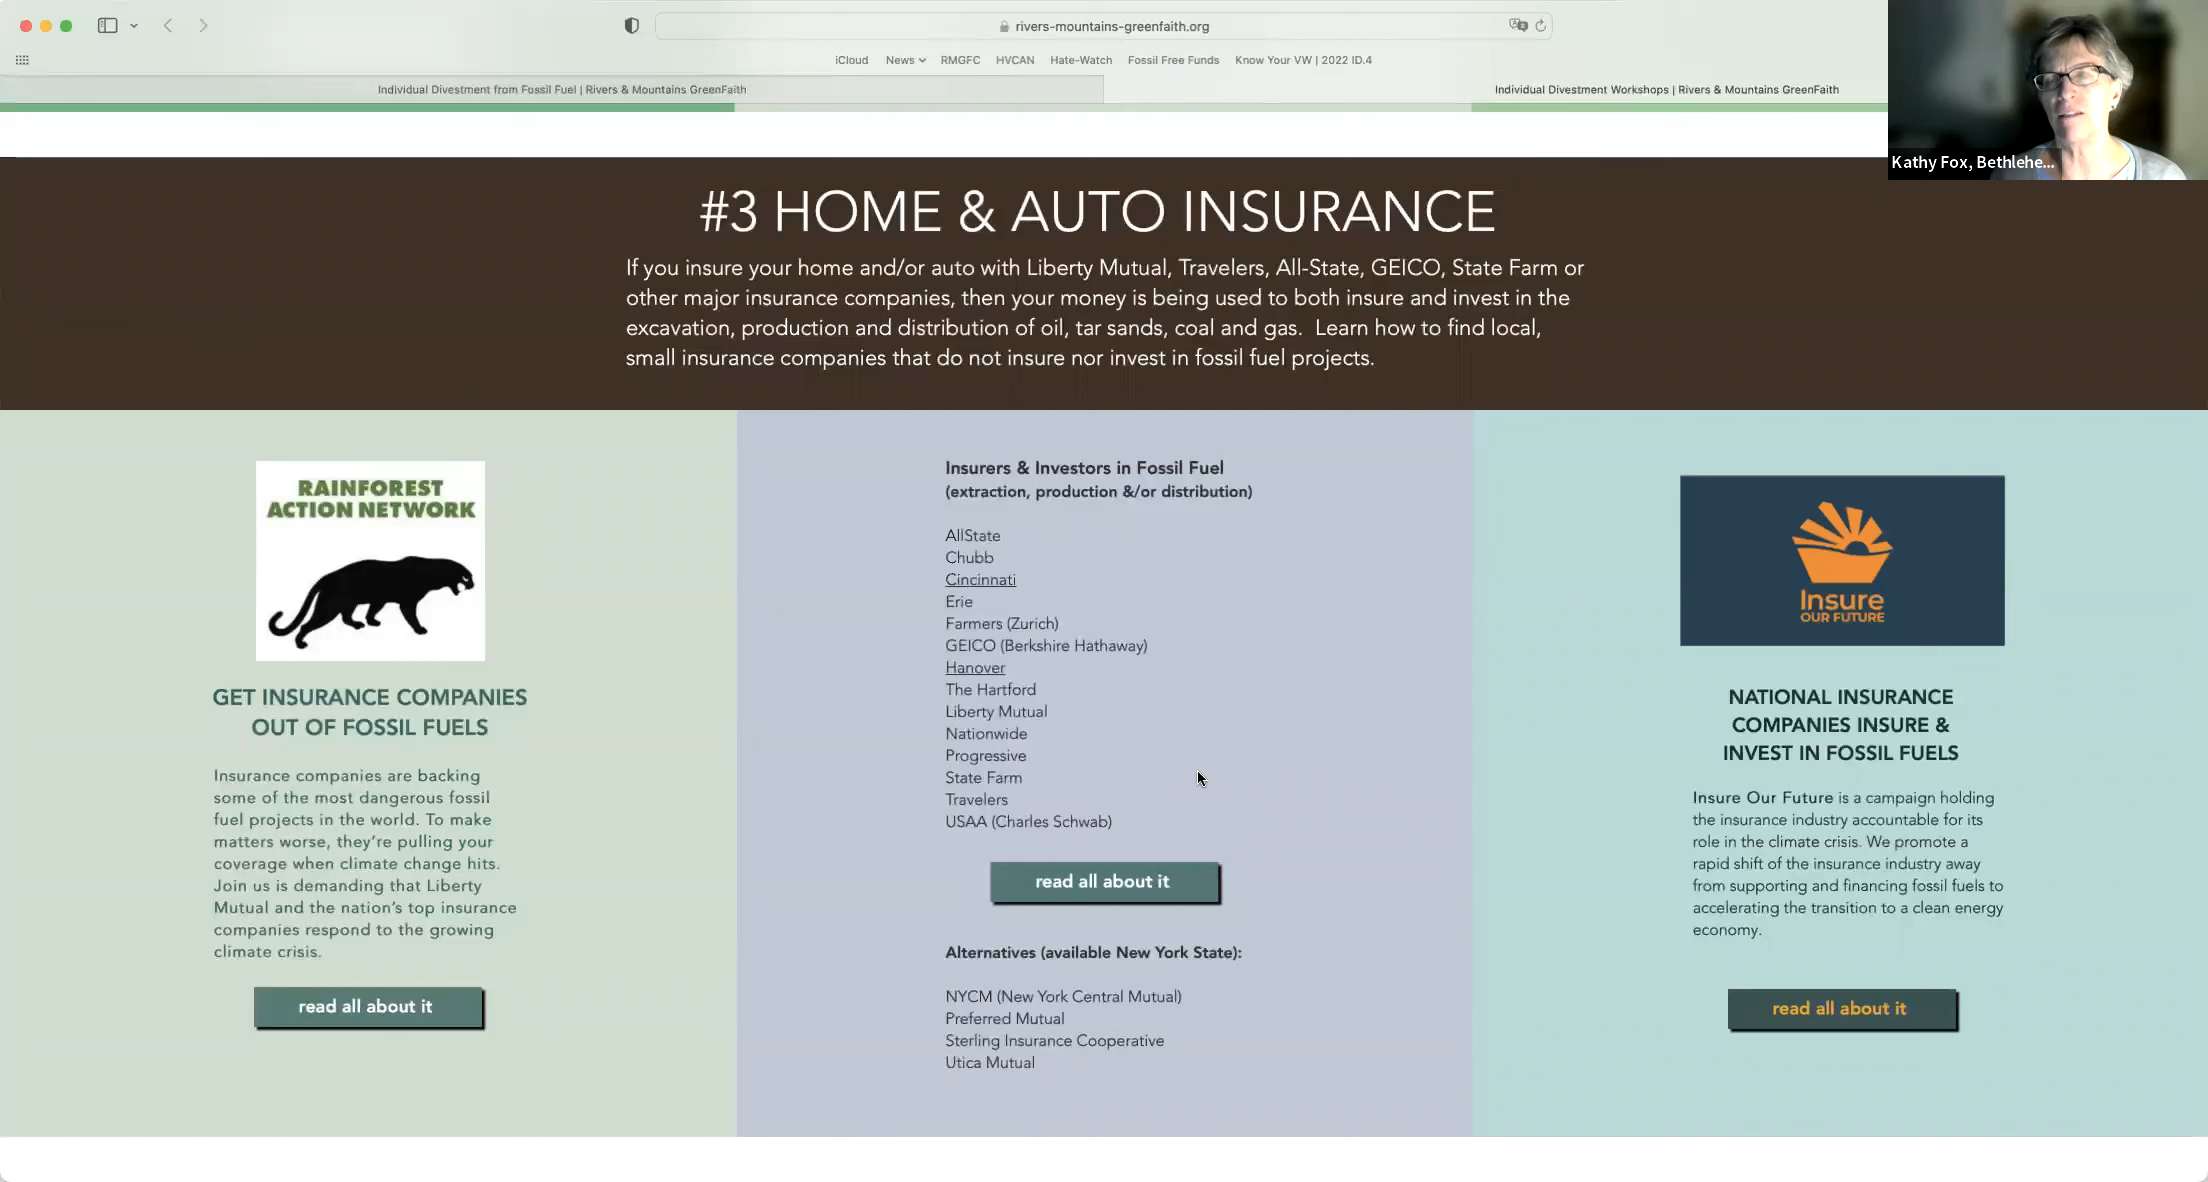 rivers-mountains-greenfaith.org
iCloud News RMGFC HVCAN Hate-Watch Fossil Free Funds Know Your VW | 2022 ID.4
Individual Divestment from Fossil Fuel | Rivers & Mountains GreenFaith
Individual Divestment Workshops | Rivers & Mountains GreenFaith
Kathy Fox, Bethlehe...
#3 HOME & AUTO INSURANCE
If you insure your home and/or auto with Liberty Mutual, Travelers, All-State, GEICO, State Farm or
other major insurance companies, then your money is being used to both insure and invest in the
excavation, production and distribution of oil, tar sands, coal and gas. Learn how to find local,
small insurance companies that do not insure nor invest in fossil fuel projects.
RAINFOREST
ACTION NETWORK
GET INSURANCE COMPANIES
OUT OF FOSSIL FUELS
Insurance companies are backing
some of the most dangerous fossil
fuel projects in the world. To make
matters worse, they're pulling your
coverage when climate change hits.
Join us is demanding that Liberty
Mutual and the nation's top insurance
companies respond to the growing
climate crisis.
read all about it
Insurers & Investors in Fossil Fuel
(extraction, production &/or distribution)
AllState
Chubb
Cincinnati
Erie
Farmers (Zurich)
GEICO (Berkshire Hathaway)
Hanover
The Hartford
Liberty Mutual
Nationwide
Progressive
State Farm
Travelers
USAA (Charles Schwab)
read all about it
Alternatives (available New York State):
NYCM (New York Central Mutual)
Preferred Mutual
Sterling Insurance Cooperative
Utica Mutual
Insure
OUR FUTURE
NATIONAL INSURANCE
COMPANIES INSURE &
INVEST IN FOSSIL FUELS
Insure Our Future is a campaign holding
the insurance industry accountable for its
role in the climate crisis. We promote a
rapid shift of the insurance industry away
from supporting and financing fossil fuels to
accelerating the transition to a clean energy
economy.
read all about it